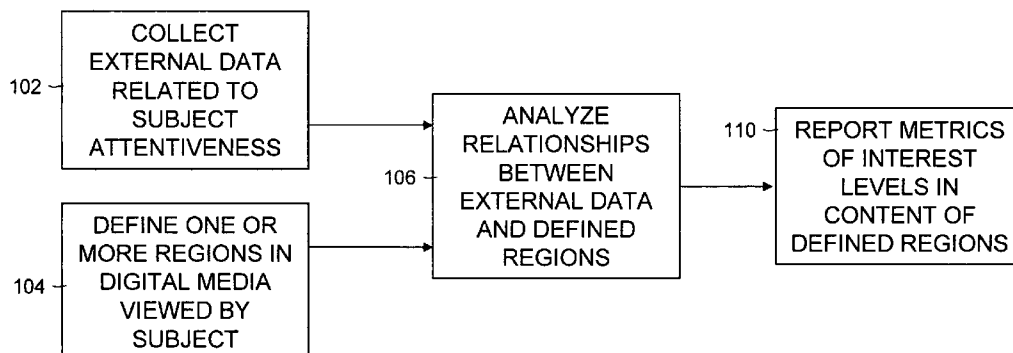 102
COLLECT
EXTERNAL DATA
RELATED TO
SUBJECT
ATTENTIVENESS
104
DEFINE ONE OR
MORE REGIONS IN
DIGITAL MEDIA
VIEWED BY
SUBJECT
106
ANALYZE
RELATIONSHIPS
BETWEEN
EXTERNAL DATA
AND DEFINED
REGIONS
110
REPORT METRICS
OF INTEREST
LEVELS IN
CONTENT OF
DEFINED REGIONS